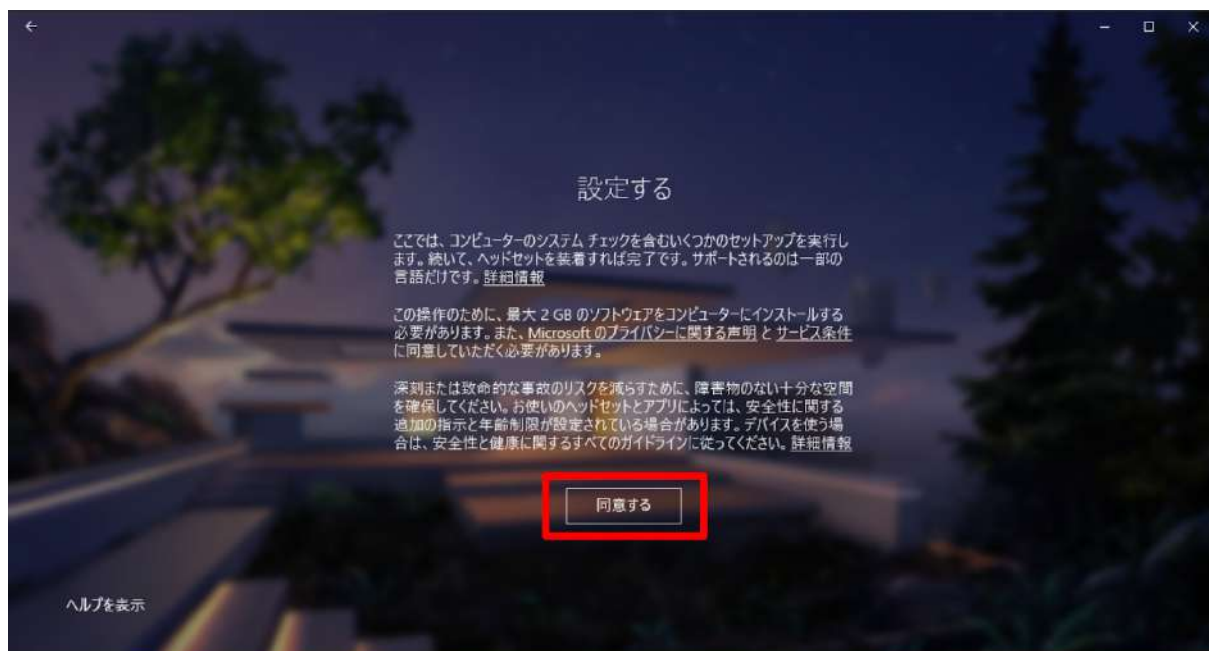 設定する
ここでは、コンピューターのシステム チェックを含むいくつかのセットアップを実行し
ます。続いて、ヘッドセットを装着すれば完了です。サポートされるのは一部の
言語だけです。詳細情報
この操作のために、最大 2 GB のソフトウェアをコンピューターにインストールする
必要があります。また、Microsoft のプライバシーに関する声明 と サービス条件
に同意していただく必要があります。
深刻または致命的な事故のリスクを減らすために、障害物のない十分な空間
を確保してください。お使いのヘッドセットとアプリによっては、安全性に関する
追加の指示と年齢制限が設定されている場合があります。デバイスを使う場
合は、安全性と健康に関するすべてのガイドラインに従ってください。詳細情報
同意する
ヘルプを表示